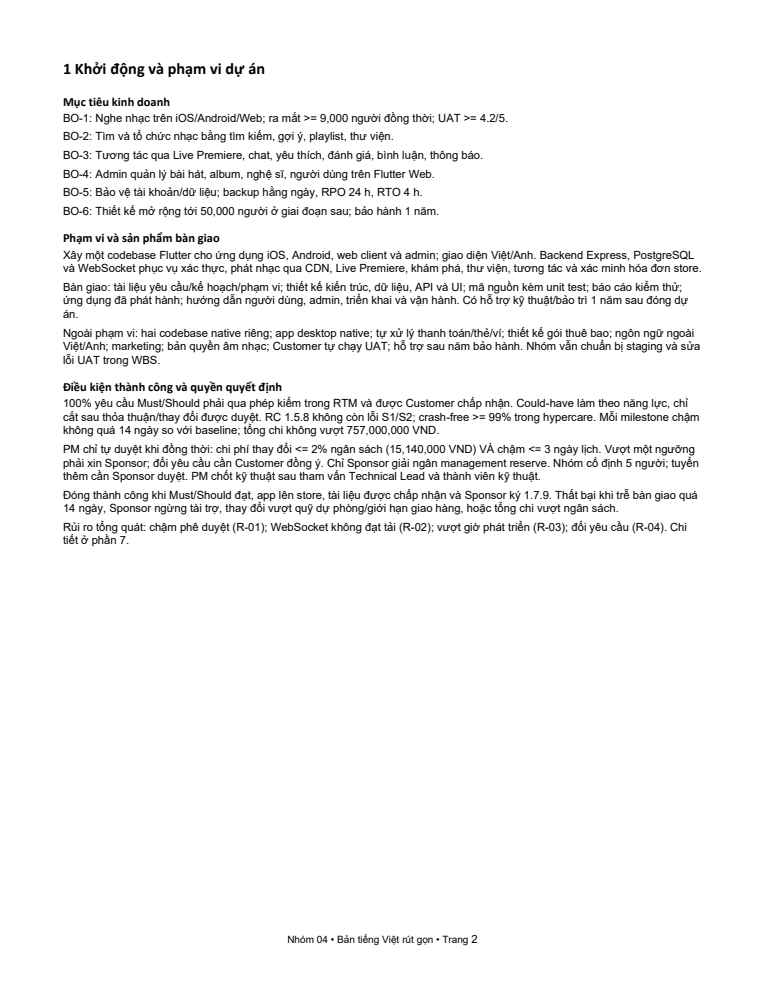 1 Khởi động và phạm vi dự án
Mục tiêu kinh doanh
BO-1: Nghe nhạc trên iOS/Android/Web; ra mắt >= 9,000 người đồng thời; UAT >= 4.2/5.
BO-2: Tìm và tổ chức nhạc bằng tìm kiếm, gợi ý, playlist, thư viện.
BO-3: Tương tác qua Live Premiere, chat, yêu thích, đánh giá, bình luận, thông báo.
BO-4: Admin quản lý bài hát, album, nghệ sĩ, người dùng trên Flutter Web.
BO-5: Bảo vệ tài khoản/dữ liệu; backup hằng ngày, RPO 24 h, RTO 4 h.
BO-6: Thiết kế mở rộng tới 50,000 người ở giai đoạn sau; bảo hành 1 năm.
Phạm vi và sản phẩm bàn giao
Xây một codebase Flutter cho ứng dụng iOS, Android, web client và admin; giao diện Việt/Anh. Backend Express, PostgreSQL
và WebSocket phục vụ xác thực, phát nhạc qua CDN, Live Premiere, khám phá, thư viện, tương tác và xác minh hóa đơn store.
Bàn giao: tài liệu yêu cầu/kế hoạch/phạm vi; thiết kế kiến trúc, dữ liệu, API và UI; mã nguồn kèm unit test; báo cáo kiểm thử;
ứng dụng đã phát hành; hướng dẫn người dùng, admin, triển khai và vận hành. Có hỗ trợ kỹ thuật/bảo trì 1 năm sau đóng dự
án.
Ngoài phạm vi: hai codebase native riêng; app desktop native; tự xử lý thanh toán/thẻ/ví; thiết kế gói thuê bao; ngôn ngữ ngoài
Việt/Anh; marketing; bản quyền âm nhạc; Customer tự chạy UAT; hỗ trợ sau năm bảo hành. Nhóm vẫn chuẩn bị staging và sửa
lỗi UAT trong WBS.
Điều kiện thành công và quyền quyết định
100% yêu cầu Must/Should phải qua phép kiểm trong RTM và được Customer chấp nhận. Could-have làm theo năng lực, chỉ
cắt sau thỏa thuận/thay đổi được duyệt. RC 1.5.8 không còn lỗi S1/S2; crash-free >= 99% trong hypercare. Mỗi milestone chậm
không quá 14 ngày so với baseline; tổng chi không vượt 757,000,000 VND.
PM chỉ tự duyệt khi đồng thời: chi phí thay đổi <= 2% ngân sách (15,140,000 VND) VÀ chậm <= 3 ngày lịch. Vượt một ngưỡng
phải xin Sponsor; đổi yêu cầu cần Customer đồng ý. Chỉ Sponsor giải ngân management reserve. Nhóm cố định 5 người; tuyển
thêm cần Sponsor duyệt. PM chốt kỹ thuật sau tham vấn Technical Lead và thành viên kỹ thuật.
Đóng thành công khi Must/Should đạt, app lên store, tài liệu được chấp nhận và Sponsor ký 1.7.9. Thất bại khi trễ bàn giao quá
14 ngày, Sponsor ngừng tài trợ, thay đổi vượt quỹ dự phòng/giới hạn giao hàng, hoặc tổng chi vượt ngân sách.
Rủi ro tổng quát: chậm phê duyệt (R-01); WebSocket không đạt tải (R-02); vượt giờ phát triển (R-03); đổi yêu cầu (R-04). Chi
tiết ở phần 7.
Nhóm 04 • Bản tiếng Việt rút gọn • Trang 2